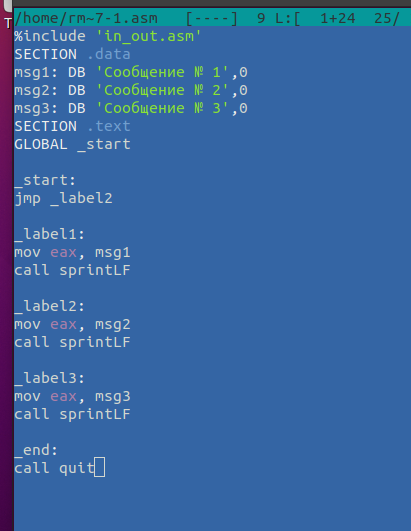 T
/home/rm~7-1.asm   [----]  9 L:[  1+24  25/
%include 'in_out.asm'
SECTION .data
msg1: DB 'Сообщение № 1',0
msg2: DB 'Сообщение № 2',0
msg3: DB 'Сообщение № 3',0
SECTION .text
GLOBAL _start
_start:
jmp _label2
_label1:
mov eax, msg1
call sprintLF
_label2:
mov eax, msg2
call sprintLF
_label3:
mov eax, msg3
call sprintLF
_end:
call quit